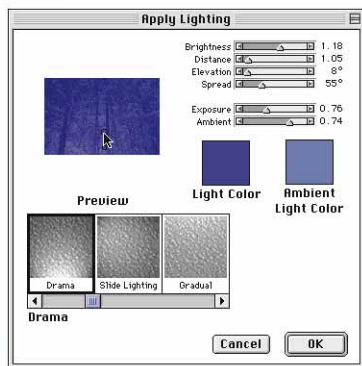 Apply Lighting
Brightness 1.18
Distance 1.05
Elevation 8°
Spread 55°
Exposure 0.76
Ambient 0.74
Preview
Light Color
Ambient
Light Color
Drama
Slide Lighting
Gradual
Drama
Cancel
OK